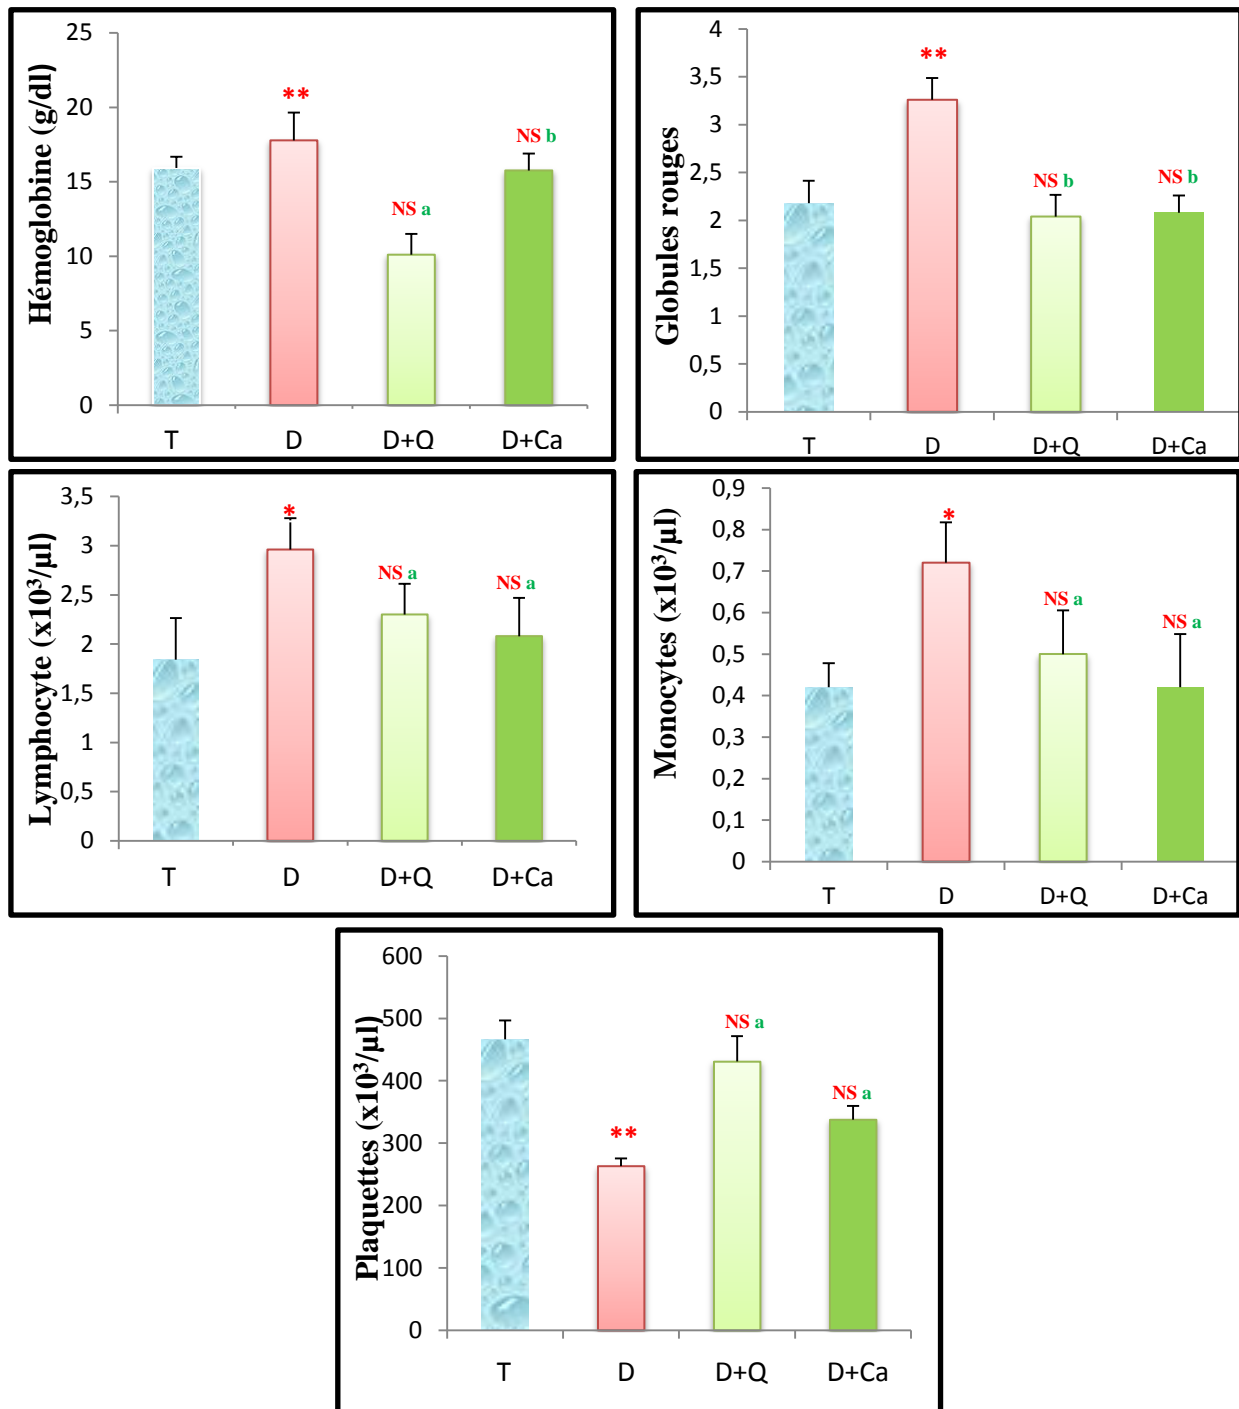 Hémoglobine (g/dl)
25
20
15
10
5
0
**
NS a
NS b
T D D+Q D+Ca
Globules rouges
4
3,5
3
2,5
2
1,5
1
0,5
0
**
NS b
NS b
T D D+Q D+Ca
Lymphocyte (x10³/µl)
3,5
3
2,5
2
1,5
1
0,5
0
*
NS a
NS a
T D D+Q D+Ca
Monocytes (x10³/µl)
0,9
0,8
0,7
0,6
0,5
0,4
0,3
0,2
0,1
0
*
NS a
NS a
T D D+Q D+Ca
Plaquettes (x10³/µl)
600
500
400
300
200
100
0
**
NS a
NS a
T D D+Q D+Ca